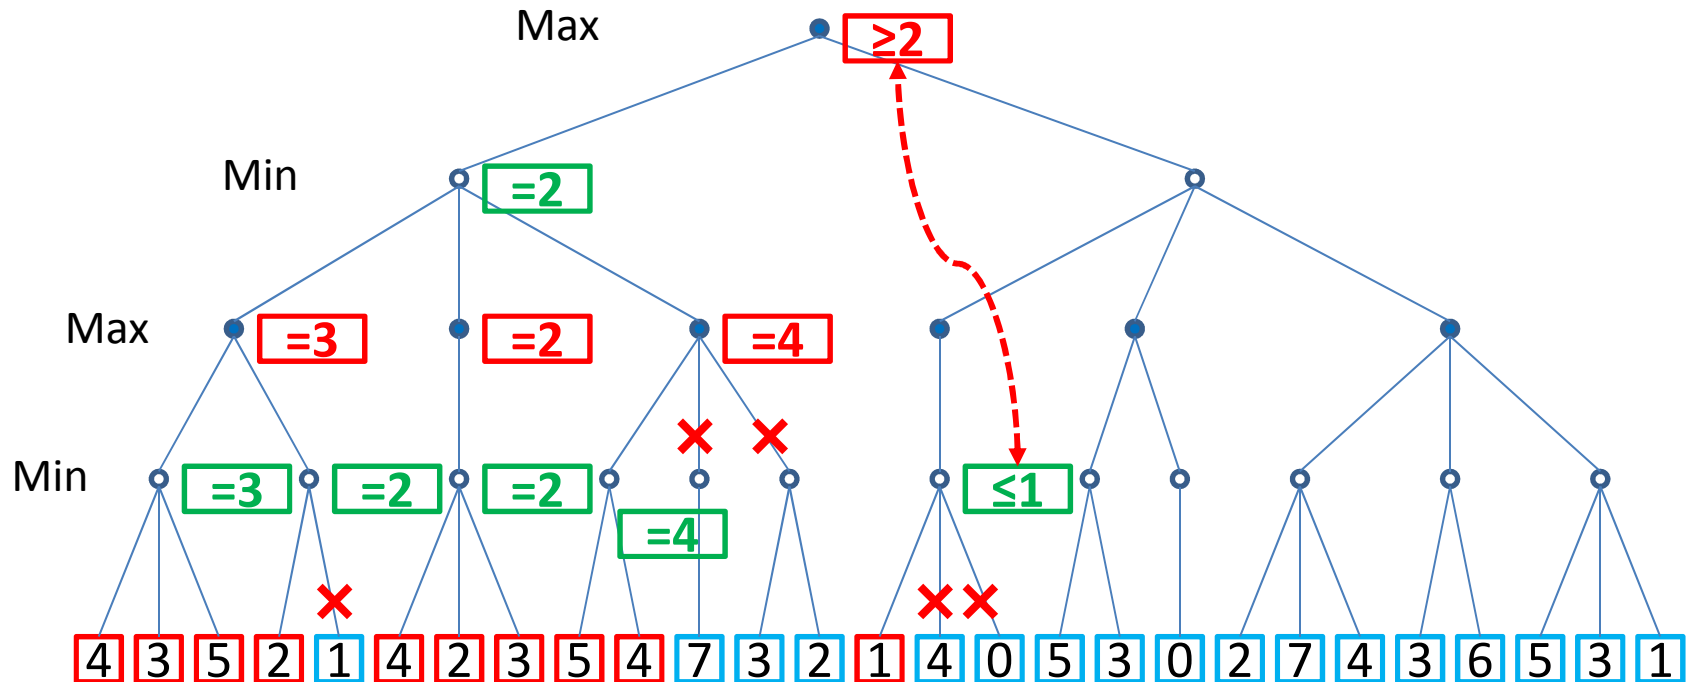 Max ≥2
Min =2
Max =3 =2 =4
Min =3 =2 =2 ≤1
=4
4 3 5 2 1 4 2 3 5 4 7 3 2 1 4 0 5 3 0 2 7 4 3 6 5 3 1